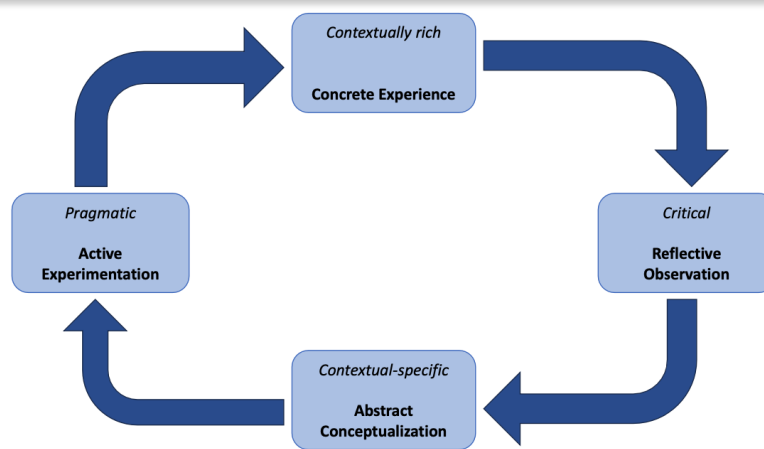 Contextually rich
Concrete Experience
Pragmatic
Active
Experimentation
Critical
Reflective
Observation
Contextual-specific
Abstract
Conceptualization